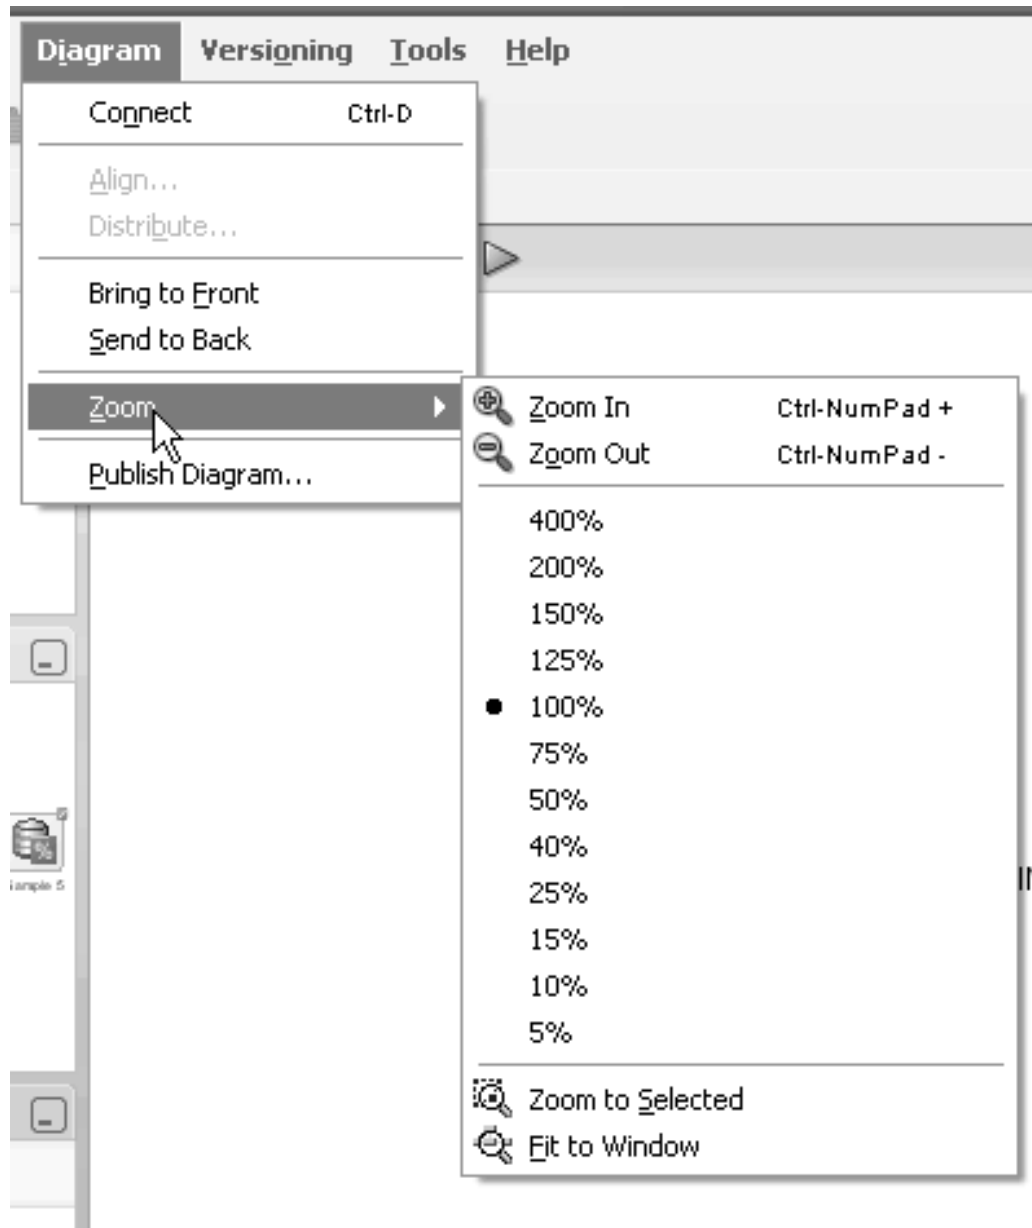 Diagram Versioning Tools Help
Connect Ctrl-D
Align...
Distribute...
Bring to Front
Send to Back
Zoom
Publish Diagram...
Zoom In Ctrl-NumPad +
Zoom Out Ctrl-NumPad -
400%
200%
150%
125%
100%
75%
50%
40%
25%
15%
10%
5%
Zoom to Selected
Fit to Window
%